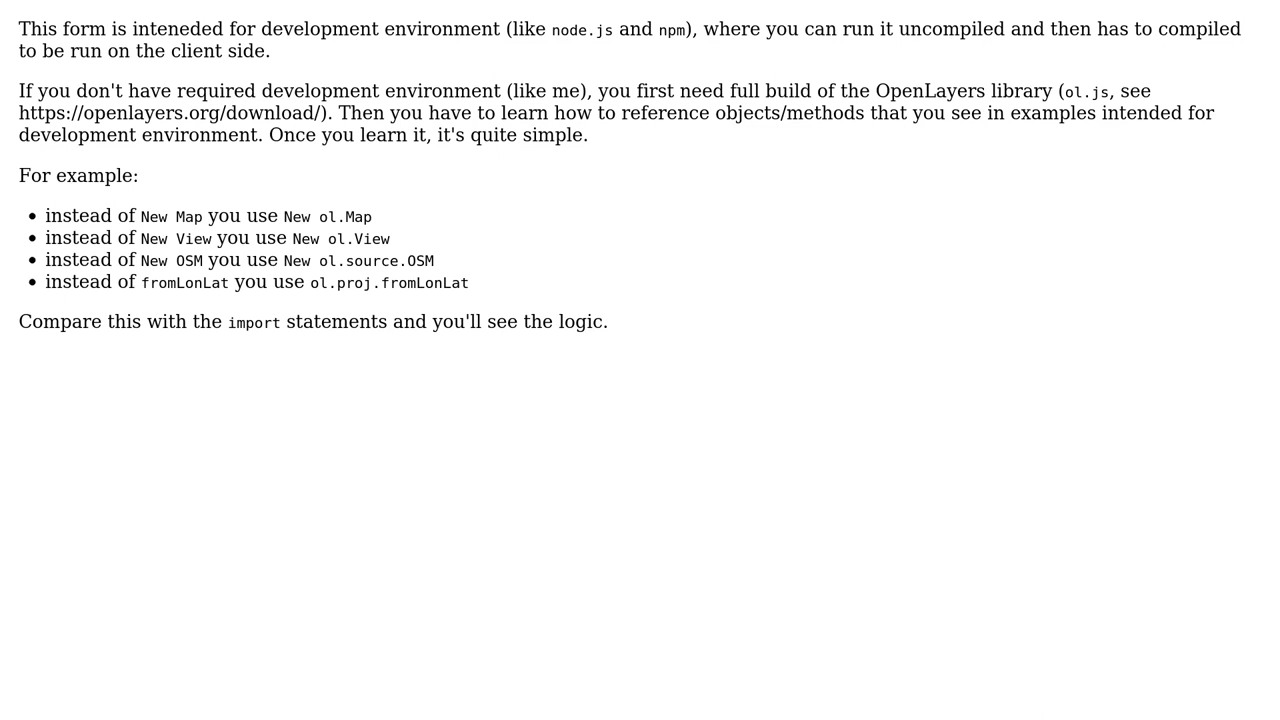 This form is inteneded for development environment (like node.js and npm), where you can run it uncompiled and then has to compiled
to be run on the client side.
If you don't have required development environment (like me), you first need full build of the OpenLayers library (ol.js, see
https://openlayers.org/download/). Then you have to learn how to reference objects/methods that you see in examples intended for
development environment. Once you learn it, it's quite simple.
For example:
• instead of New Map you use New ol.Map
• instead of New View you use New ol.View
• instead of New OSM you use New ol.source.OSM
• instead of fromLonLat you use ol.proj.fromLonLat
Compare this with the import statements and you'll see the logic.